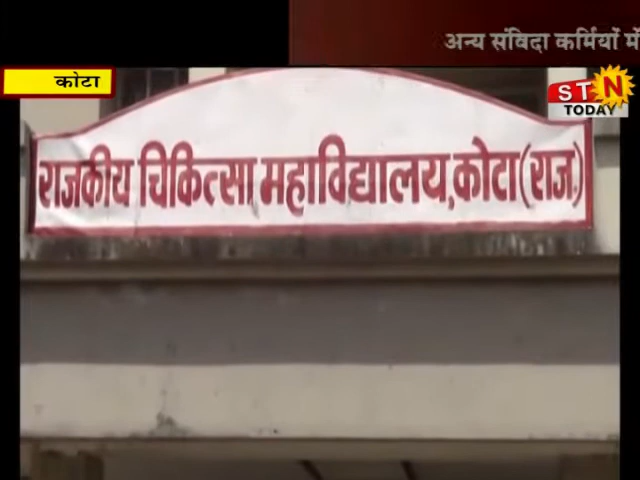 अन्य संविदा कर्मियों में
कोटा
STN
TODAY
राजकीय चिकित्सा महाविद्यालय,कोटा(राज.)